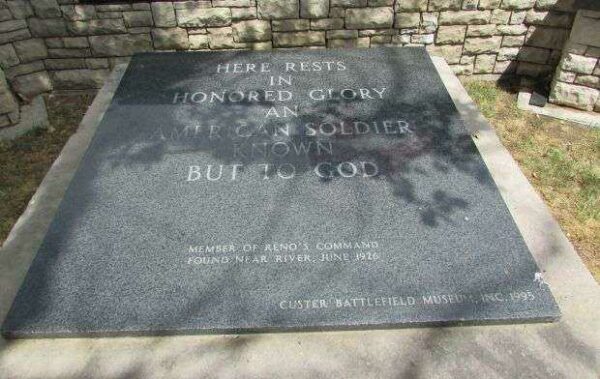 HERE RESTS
IN
HONORED GLORY
AN
AMERICAN SOLDIER
KNOWN
BUT TO GOD
MEMBER OF RENO'S COMMAND
FOUND NEAR RIVER, JUNE 1926
CUSTER BATTLEFIELD MUSEUM, INC. 1993